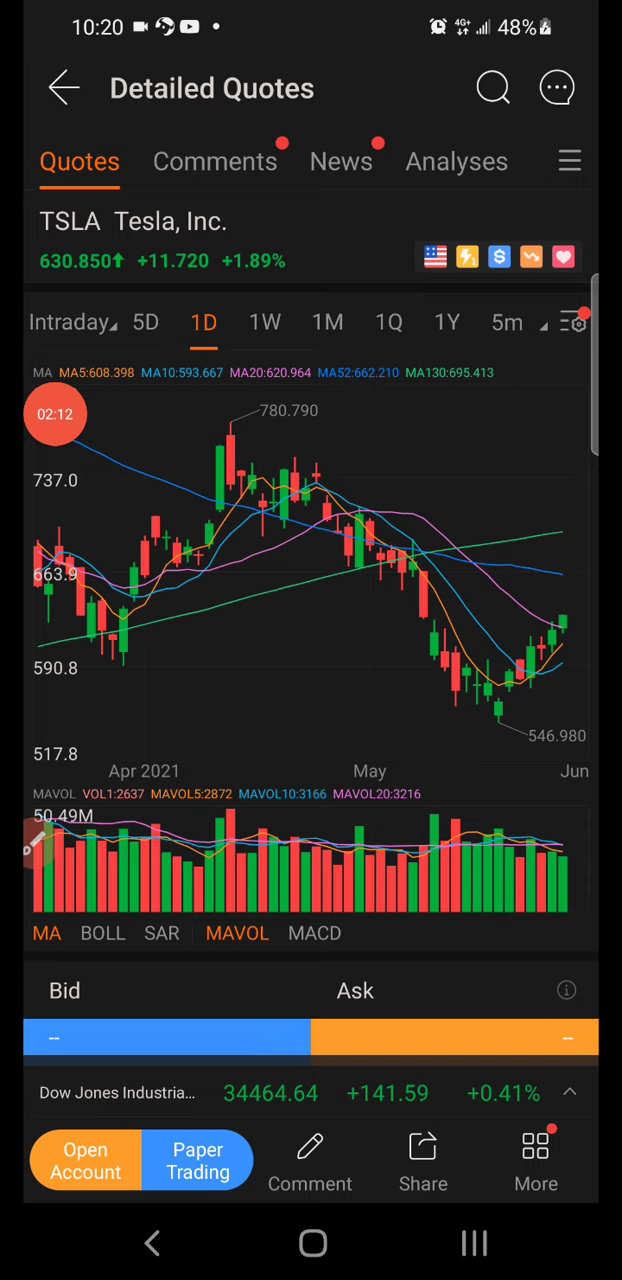 10:20 4G+ 48%
Detailed Quotes
Quotes Comments News Analyses
TSLA Tesla, Inc.
630.850↑ +11.720 +1.89%
Intraday 5D 1D 1W 1M 1Q 1Y 5m
MA MA5:608.398 MA10:593.667 MA20:620.964 MA52:662.210 MA130:695.413
02:12
780.790
737.0
663.9
590.8
546.980
517.8
Apr 2021 May Jun
MAVOL VOL1:2637 MAVOL5:2872 MAVOL10:3166 MAVOL20:3216
50.49M
MA BOLL SAR MAVOL MACD
Bid Ask
-- --
Dow Jones Industria... 34464.64 +141.59 +0.41%
Open Account
Paper Trading
Comment Share More